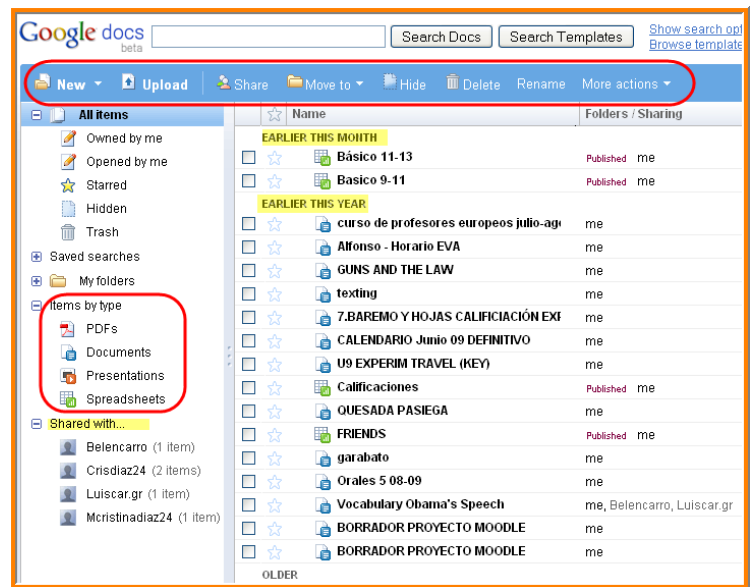 Google docs
beta
Search Docs
Search Templates
Show search opt
Browse template
New
Upload
Share
Move to
Hide
Delete
Rename
More actions
All items
Owned by me
Opened by me
Starred
Hidden
Trash
Saved searches
My folders
Items by type
PDFs
Documents
Presentations
Spreadsheets
Shared with...
Belencarro (1 item)
Crisdiaz24 (2 items)
Luiscar.gr (1 item)
Mcristinadiaz24 (1 item)
Name Folders / Sharing
EARLIER THIS MONTH
Básico 11-13 Published me
Basico 9-11 Published me
EARLIER THIS YEAR
curso de profesores europeos julio-ago me
Alfonso - Horario EVA me
GUNS AND THE LAW me
texting me
7.BAREMO Y HOJAS CALIFICIACIÓN EXF me
CALENDARIO Junio 09 DEFINITIVO me
U9 EXPERIM TRAVEL (KEY) me
Calificaciones Published me
QUESADA PASIEGA me
FRIENDS Published me
garabato me
Orales 5 08-09 me
Vocabulary Obama's Speech me, Belencarro, Luiscar.gr
BORRADOR PROYECTO MOODLE me
BORRADOR PROYECTO MOODLE me
OLDER